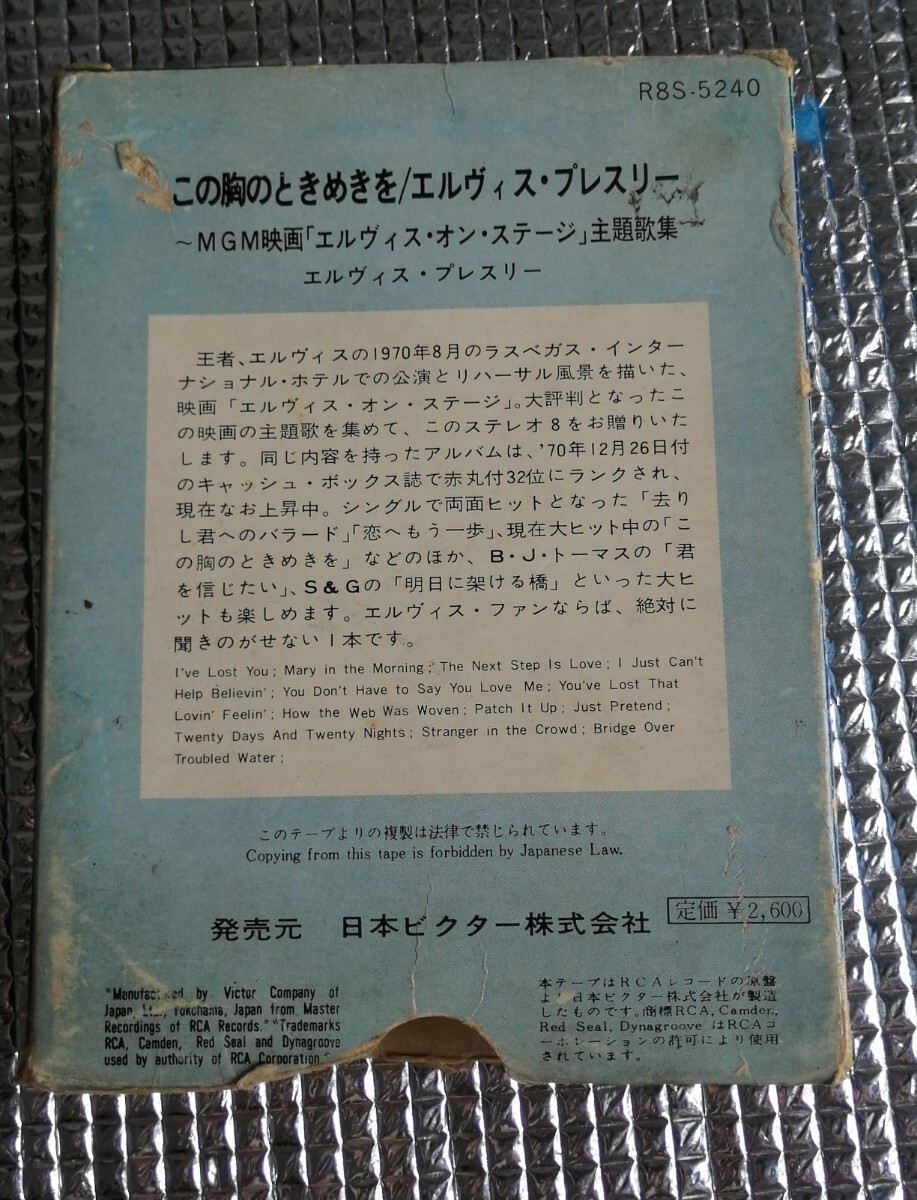 R8S-5240
この胸のときめきを/エルヴィス・プレスリー
～MGM映画「エルヴィス・オン・ステージ」主題歌集
エルヴィス・プレスリー
王者、エルヴィスの1970年8月のラスベガス・インター
ナショナル・ホテルでの公演とリハーサル風景を描いた、
映画「エルヴィス・オン・ステージ」。大評判となったこ
の映画の主題歌を集めて、このステレオ8をお贈りいた
します。同じ内容を持ったアルバムは、'70年12月26日付
のキャッシュ・ボックス誌で赤丸付32位にランクされ、
現在なお上昇中。シングルで両面ヒットとなった「去り
し君へのバラード」「恋へもう一歩」、現在大ヒット中の「こ
の胸のときめきを」などのほか、B・J・トーマスの「君
を信じたい」、S&Gの「明日に架ける橋」といった大ヒ
ットも楽しめます。エルヴィス・ファンならば、絶対に
聞きのがせない1本です。
I've Lost You; Mary in the Morning; The Next Step Is Love; I Just Can't
Help Believin'; You Don't Have to Say You Love Me; You've Lost That
Lovin' Feelin'; How the Web Was Woven; Patch It Up; Just Pretend;
Twenty Days And Twenty Nights; Stranger in the Crowd; Bridge Over
Troubled Water;
このテープよりの複製は法律で禁じられています。
Copying from this tape is forbidden by Japanese Law.
発売元 日本ビクター株式会社
定価 ¥2,600
"Manufactured by Victor Company of
Japan, Ltd., Yokohama, Japan from Master
Recordings of RCA Records." "Trademarks
RCA, Camden, Red Seal and Dynagroove
used by authority of RCA Corporation."
本テープはRCAレコードの原盤
より日本ビクター株式会社が製造
したものです。商標RCA, Camden,
Red Seal, Dynagroove はRCAコ
ーポレーションの許可により使用
されています。